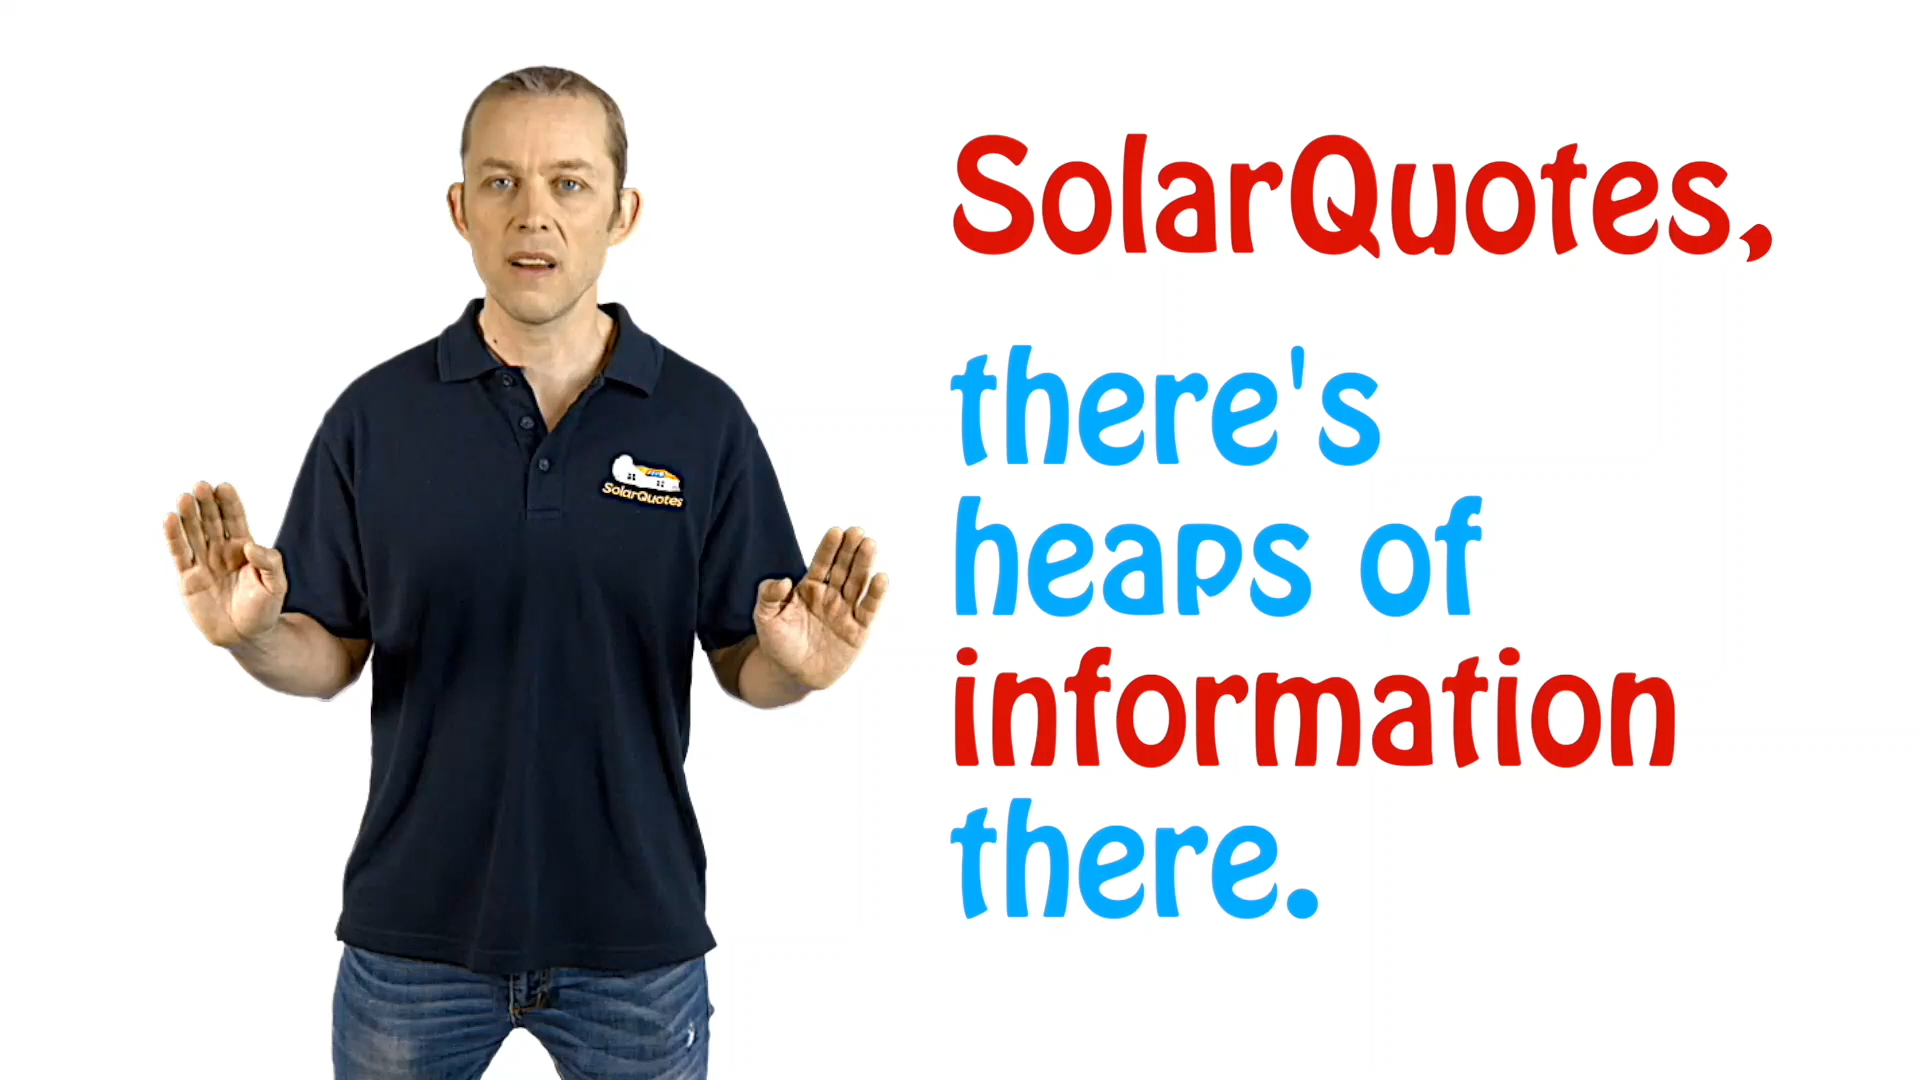 SolarQuotes,
there's
heaps of
information
there.
SolarQuotes